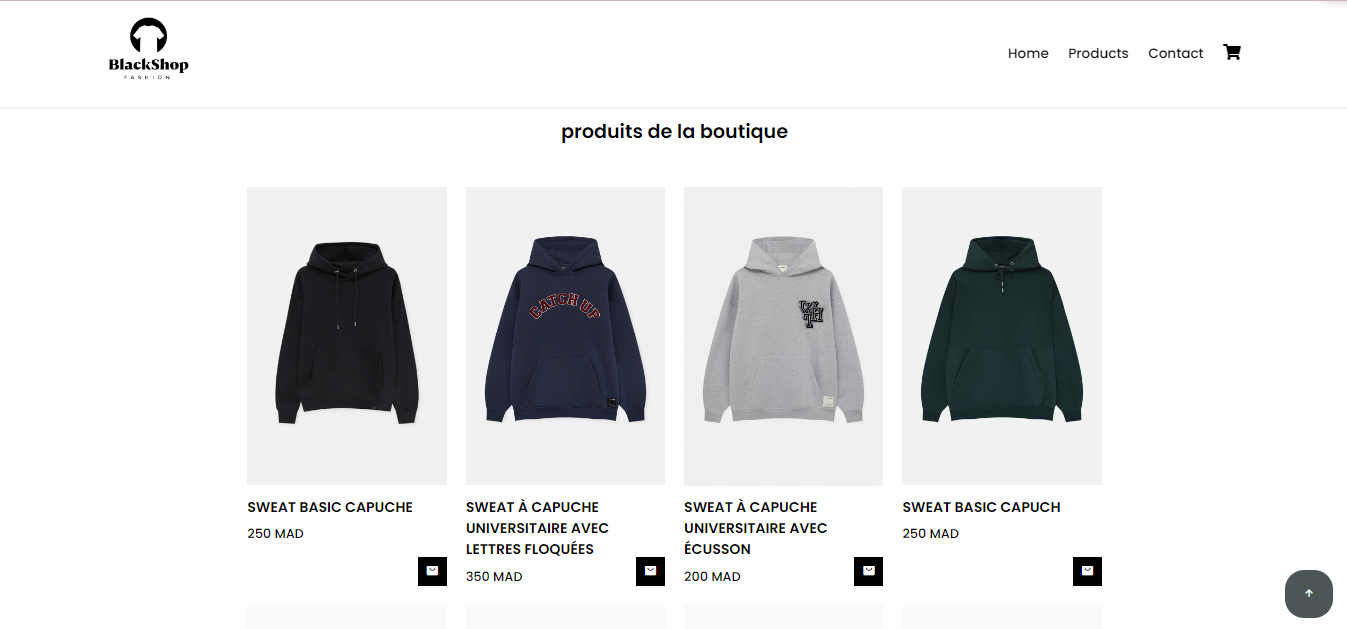 BlackShop
FASHION
Home Products Contact
produits de la boutique
CATCH UP
SWEAT BASIC CAPUCHE
250 MAD
SWEAT À CAPUCHE
UNIVERSITAIRE AVEC
LETTRES FLOQUÉES
350 MAD
SWEAT À CAPUCHE
UNIVERSITAIRE AVEC
ÉCUSSON
200 MAD
SWEAT BASIC CAPUCH
250 MAD